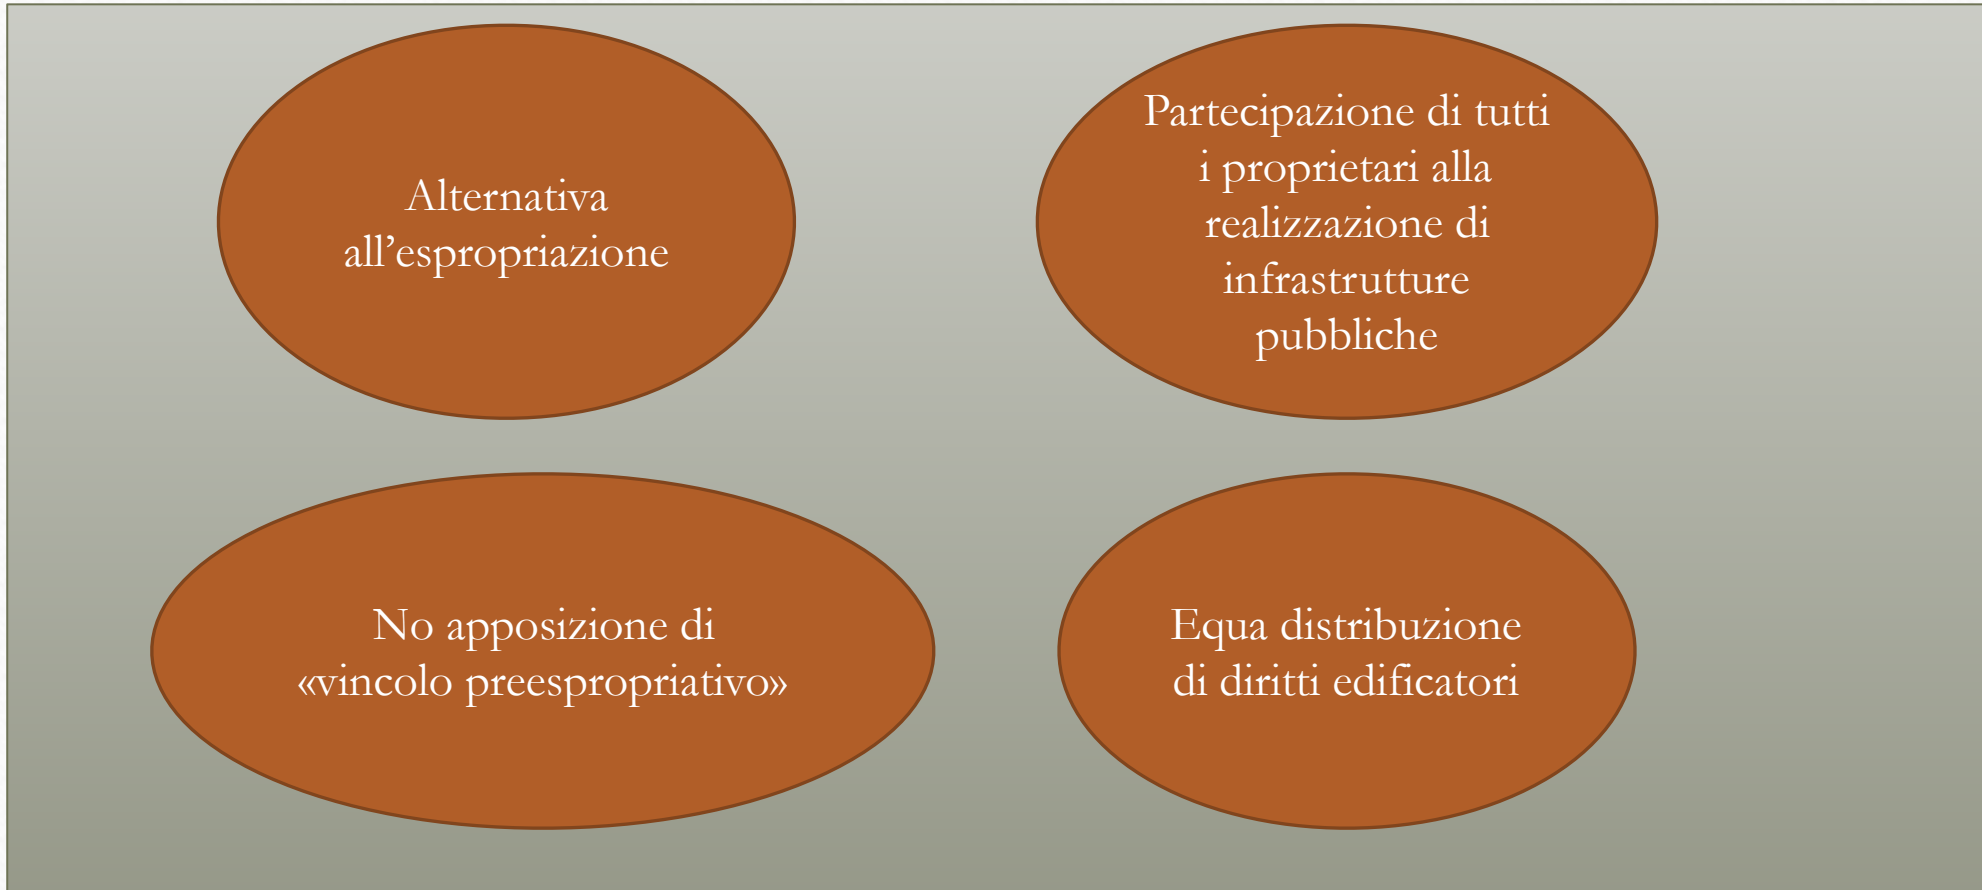 Alternativa
all’espropriazione
Partecipazione di tutti
i proprietari alla
realizzazione di
infrastrutture
pubbliche
No apposizione di
«vincolo preespropriativo»
Equa distribuzione
di diritti edificatori